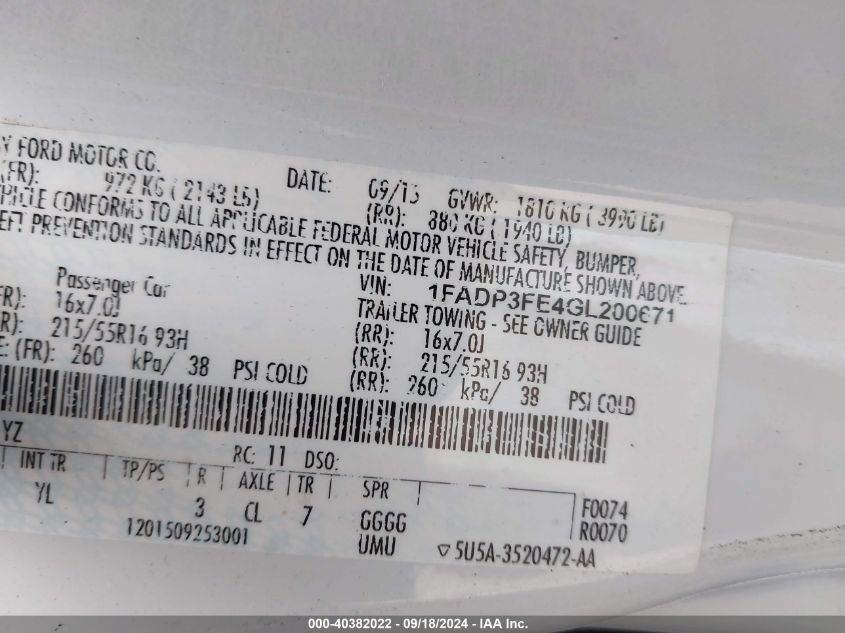 Y FORD MOTOR CO.
(FR): 972 KG ( 2143 LB) DATE: 09/15 GVWR: 1810 KG ( 3990 LB)
(RR): 880 KG ( 1940 LB)
VEHICLE CONFORMS TO ALL APPLICABLE FEDERAL MOTOR VEHICLE SAFETY, BUMPER,
THEFT PREVENTION STANDARDS IN EFFECT ON THE DATE OF MANUFACTURE SHOWN ABOVE.
VIN: 1FADP3FE4GL200671
Passenger Car TRAILER TOWING - SEE OWNER GUIDE
16x7.0J (RR): 16x7.0J
R): 215/55R16 93H (RR): 215/55R16 93H
E: (FR): 260 kPa/ 38 PSI COLD (RR): 260 kPa/ 38 PSI COLD
YZ RC: 11 DSO:
INT TR TP/PS R AXLE TR SPR
YL 3 CL 7 GGGG F0074
UMU R0070
1201509253001 ▽ 5U5A-3520472-AA
000-40382022 - 09/18/2024 - IAA Inc.